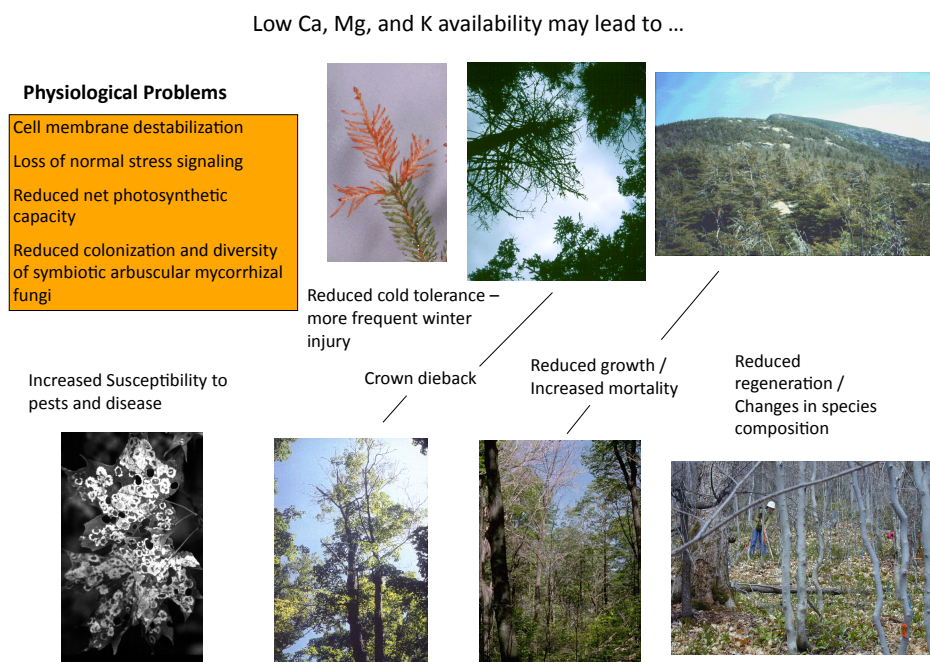 Low Ca, Mg, and K availability may lead to …
Physiological Problems
Cell membrane destabilization
Loss of normal stress signaling
Reduced net photosynthetic
capacity
Reduced colonization and diversity
of symbiotic arbuscular mycorrhizal
fungi
Reduced cold tolerance –
more frequent winter
injury
Crown dieback
Reduced growth /
Increased mortality
Reduced
regeneration /
Changes in species
composition
Increased Susceptibility to
pests and disease